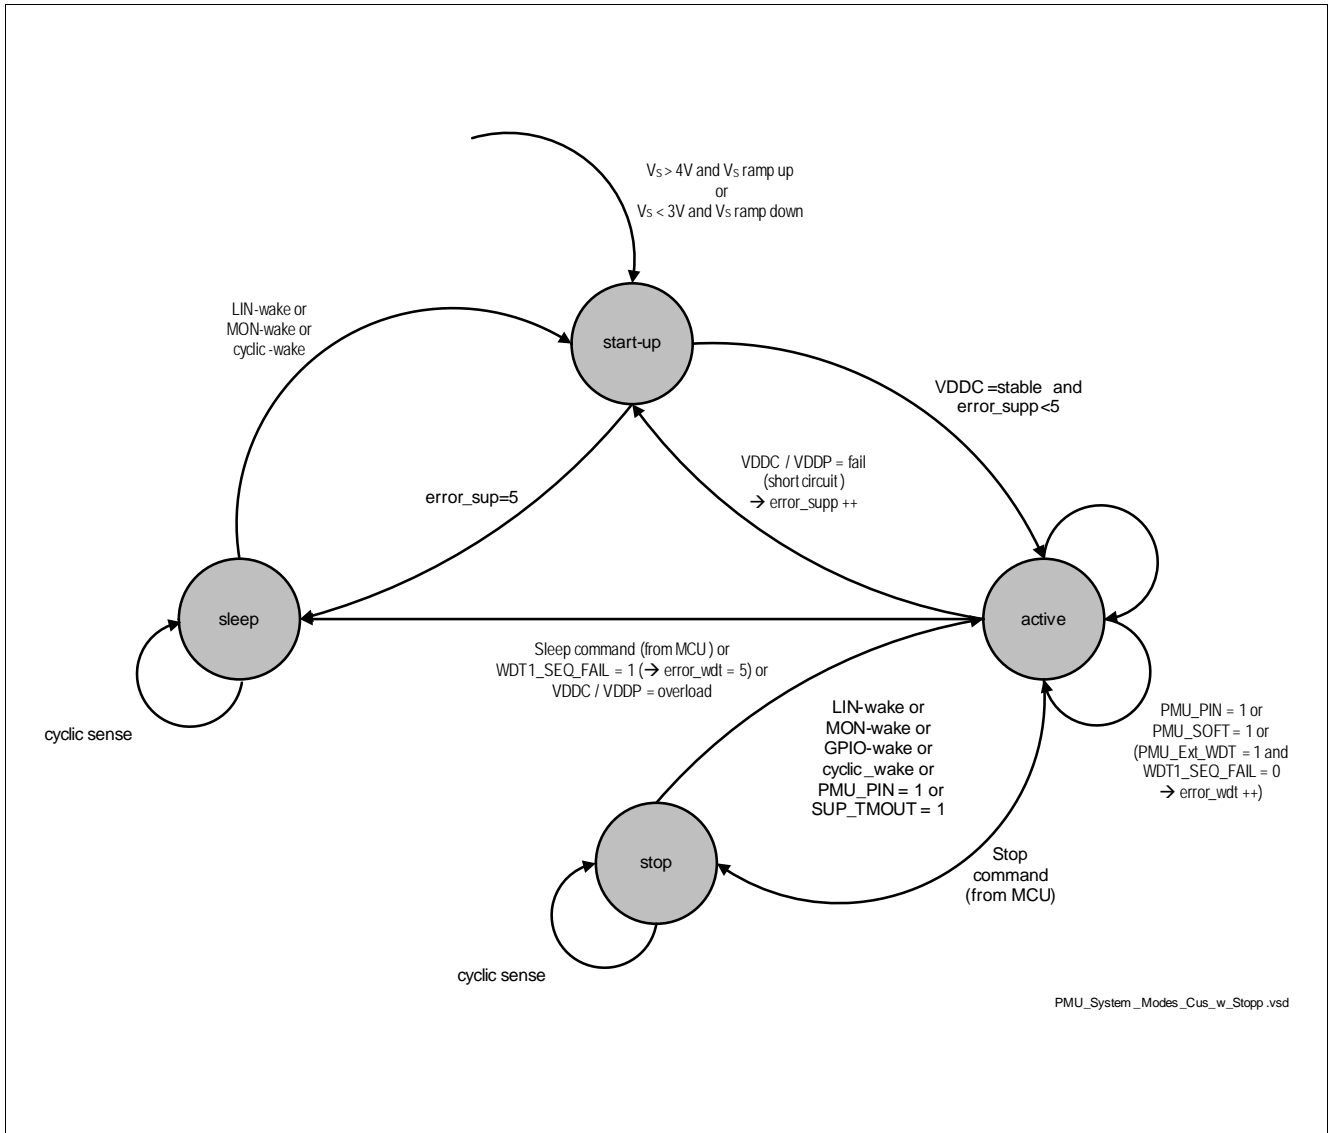 Vs > 4V and Vs ramp up
or
Vs < 3V and Vs ramp down
LIN-wake or
MON-wake or
cyclic -wake
start-up
VDDC =stable and
error_supp <5
VDDC / VDDP = fail
(short circuit )
→ error_supp ++
error_sup=5
sleep
active
Sleep command (from MCU ) or
WDT1_SEQ_FAIL = 1 (→ error_wdt = 5) or
VDDC / VDDP = overload
cyclic sense
LIN-wake or
MON-wake or
GPIO-wake or
cyclic _wake or
PMU_PIN = 1 or
SUP_TMOUT = 1
PMU_PIN = 1 or
PMU_SOFT = 1 or
(PMU_Ext_WDT = 1 and
WDT1_SEQ_FAIL = 0
→ error_wdt ++)
stop
Stop
command
(from MCU)
cyclic sense
PMU_System _Modes_Cus_w_Stopp .vsd